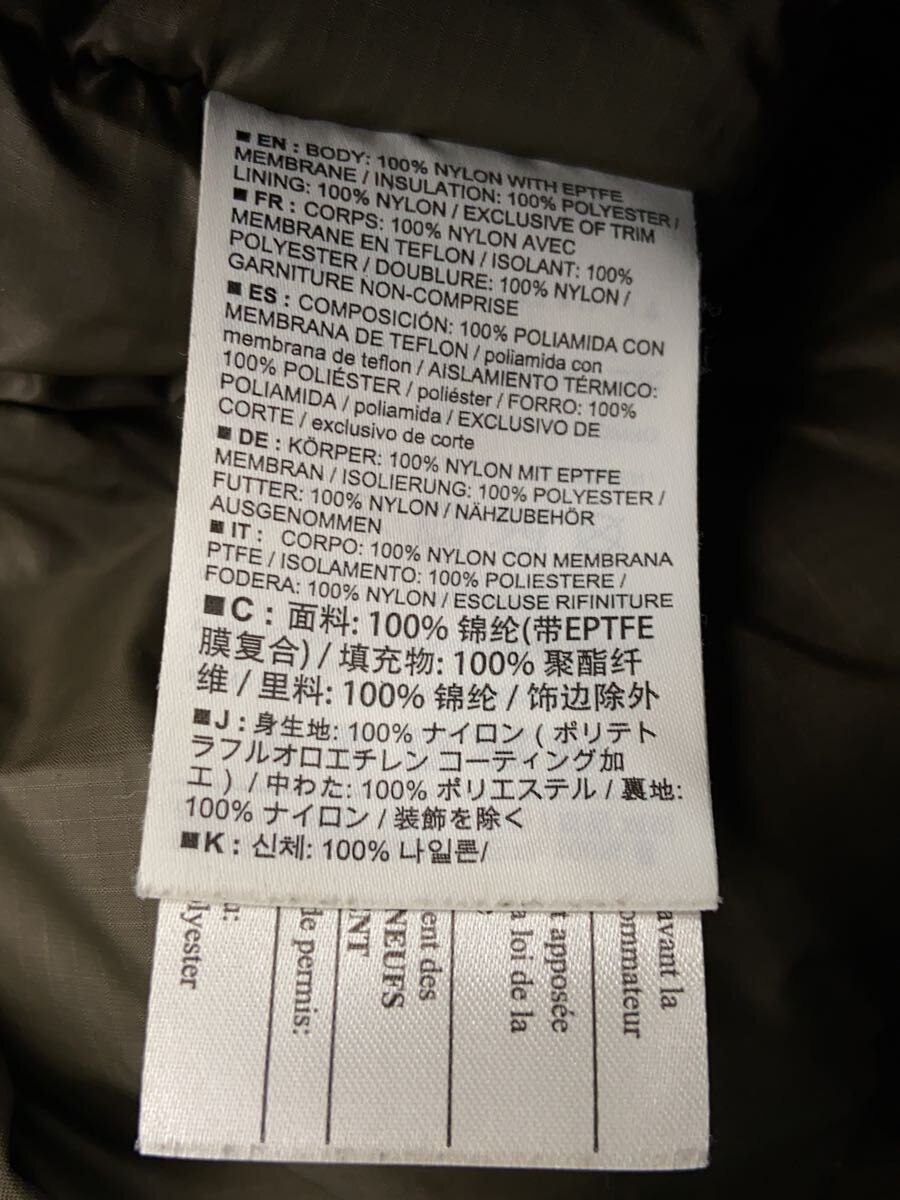 ■ EN : BODY: 100% NYLON WITH EPTFE
MEMBRANE / INSULATION: 100% POLYESTER /
LINING: 100% NYLON / EXCLUSIVE OF TRIM
■ FR : CORPS: 100% NYLON AVEC
MEMBRANE EN TEFLON / ISOLANT: 100%
POLYESTER / DOUBLURE: 100% NYLON /
GARNITURE NON-COMPRISE
■ ES : COMPOSICIÓN: 100% POLIAMIDA CON
MEMBRANA DE TEFLON / poliamida con
membrana de teflon / AISLAMIENTO TÉRMICO:
100% POLIÉSTER / poliéster / FORRO: 100%
POLIAMIDA / poliamida / EXCLUSIVO DE
CORTE / exclusivo de corte
■ DE : KÖRPER: 100% NYLON MIT EPTFE
MEMBRAN / ISOLIERUNG: 100% POLYESTER /
FUTTER: 100% NYLON / NÄHZUBEHÖR
AUSGENOMMEN
■ IT : CORPO: 100% NYLON CON MEMBRANA
PTFE / ISOLAMENTO: 100% POLIESTERE /
FODERA: 100% NYLON / ESCLUSE RIFINITURE
■C : 面料: 100% 锦纶(带EPTFE
膜复合) / 填充物: 100% 聚酯纤
维 / 里料: 100% 锦纶 / 饰边除外
■J : 身生地: 100% ナイロン ( ポリテト
ラフルオロエチレン コーティング加
工 ) / 中わた: 100% ポリエステル / 裏地:
100% ナイロン / 装飾を除く
■K : 신체: 100% 나일론/
avant la
ommateur
t apposée
a loi de la
ent des
NEUFS
NT
de permis:
lyester